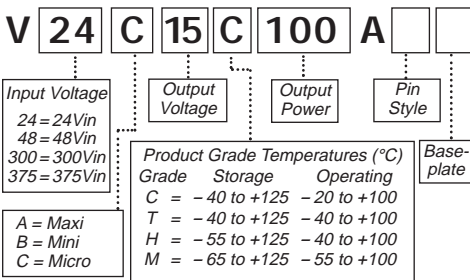 V 24 C 15 C 100 A
Input Voltage
24 = 24Vin
48 = 48Vin
300 = 300Vin
375 = 375Vin
Output
Voltage
Output
Power
Pin
Style
Base-
plate
Product Grade Temperatures (°C)
Grade Storage Operating
C = – 40 to +125 – 20 to +100
T = – 40 to +125 – 40 to +100
H = – 55 to +125 – 40 to +100
M = – 65 to +125 – 55 to +100
A = Maxi
B = Mini
C = Micro